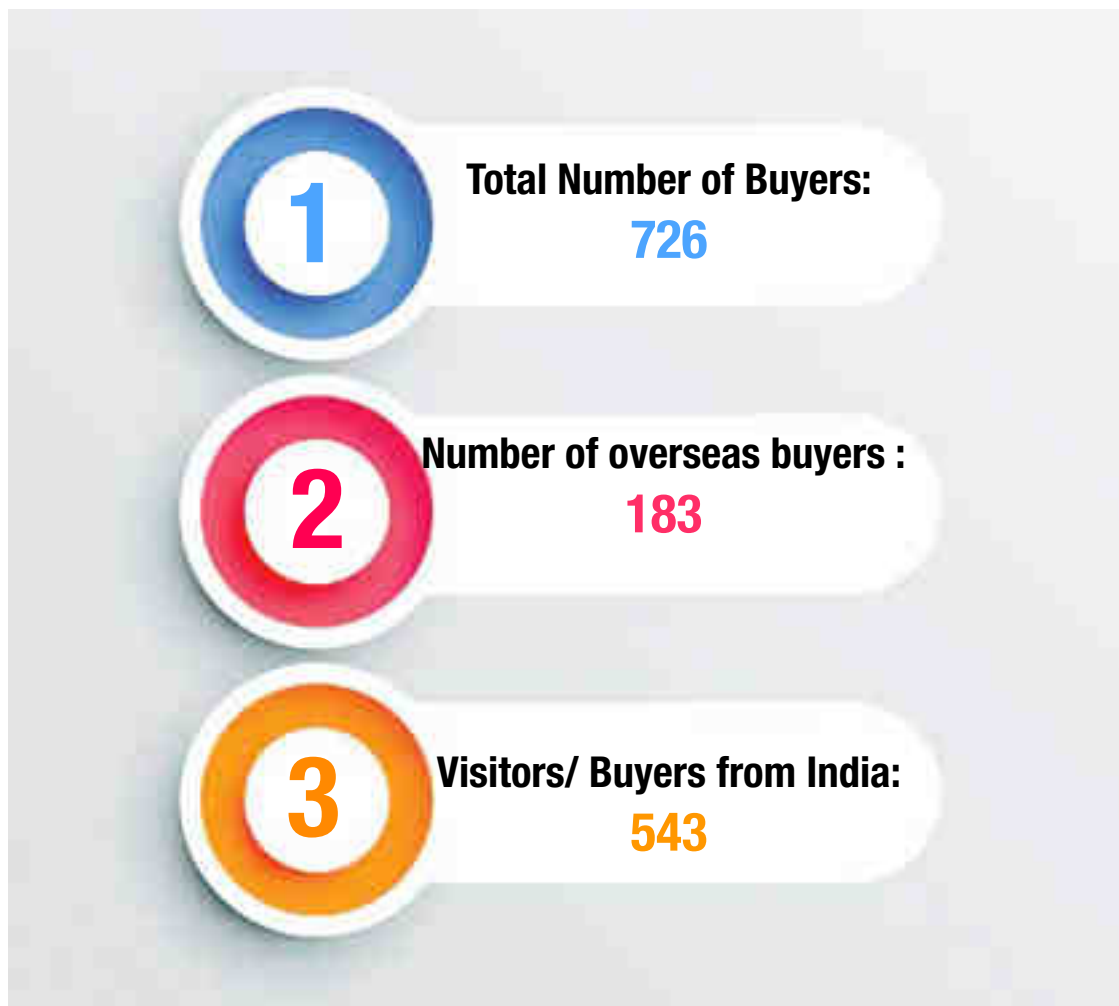 1
Total Number of Buyers:
726
2
Number of overseas buyers :
183
3
Visitors/ Buyers from India:
543